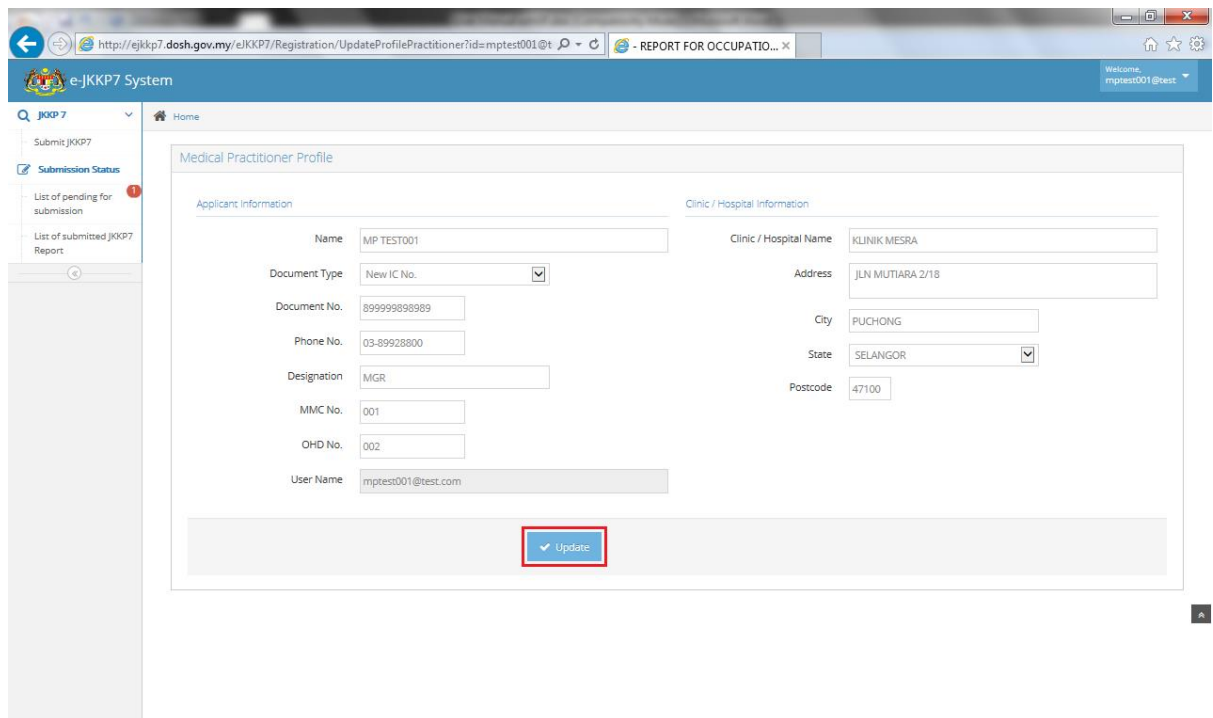 http://ejkkp7.dosh.gov.my/eJKKP7/Registration/UpdateProfilePractitioner?id=mptest001@t
- REPORT FOR OCCUPATIO...
e-JKKP7 System
Welcome,
mptest001@test
JKKP 7
Home
Submit JKKP7
Submission Status
List of pending for
submission
1
List of submitted JKKP7
Report
Medical Practitioner Profile
Applicant Information
Name MP TEST001
Document Type New IC No.
Document No. 899999898989
Phone No. 03-89928800
Designation MGR
MMC No. 001
OHD No. 002
User Name mptest001@test.com
Clinic / Hospital Information
Clinic / Hospital Name KLINIK MESRA
Address JLN MUTIARA 2/18
City PUCHONG
State SELANGOR
Postcode 47100
Update